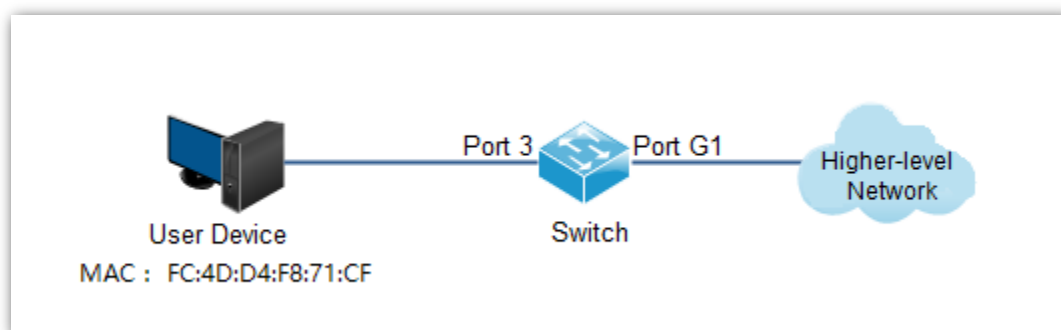 Port 3
Port G1
Higher-level
Network
User Device
Switch
MAC： FC:4D:D4:F8:71:CF